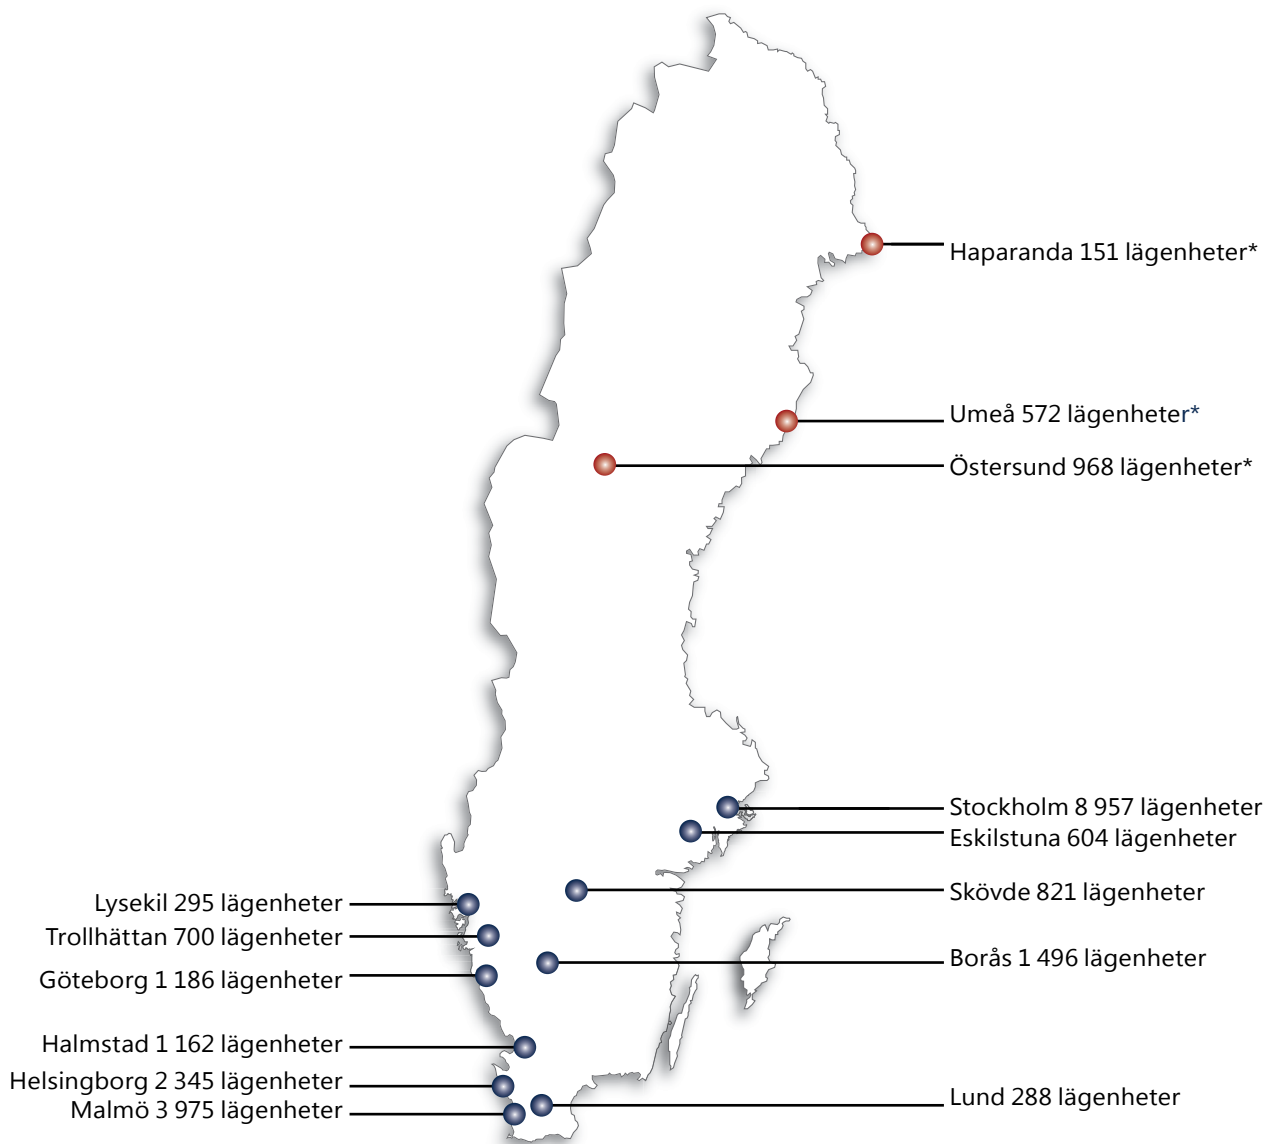 Haparanda 151 lägenheter*
Umeå 572 lägenheter*
Östersund 968 lägenheter*
Stockholm 8 957 lägenheter
Eskilstuna 604 lägenheter
Skövde 821 lägenheter
Lysekil 295 lägenheter
Trollhättan 700 lägenheter
Borås 1 496 lägenheter
Göteborg 1 186 lägenheter
Halmstad 1 162 lägenheter
Helsingborg 2 345 lägenheter
Lund 288 lägenheter
Malmö 3 975 lägenheter